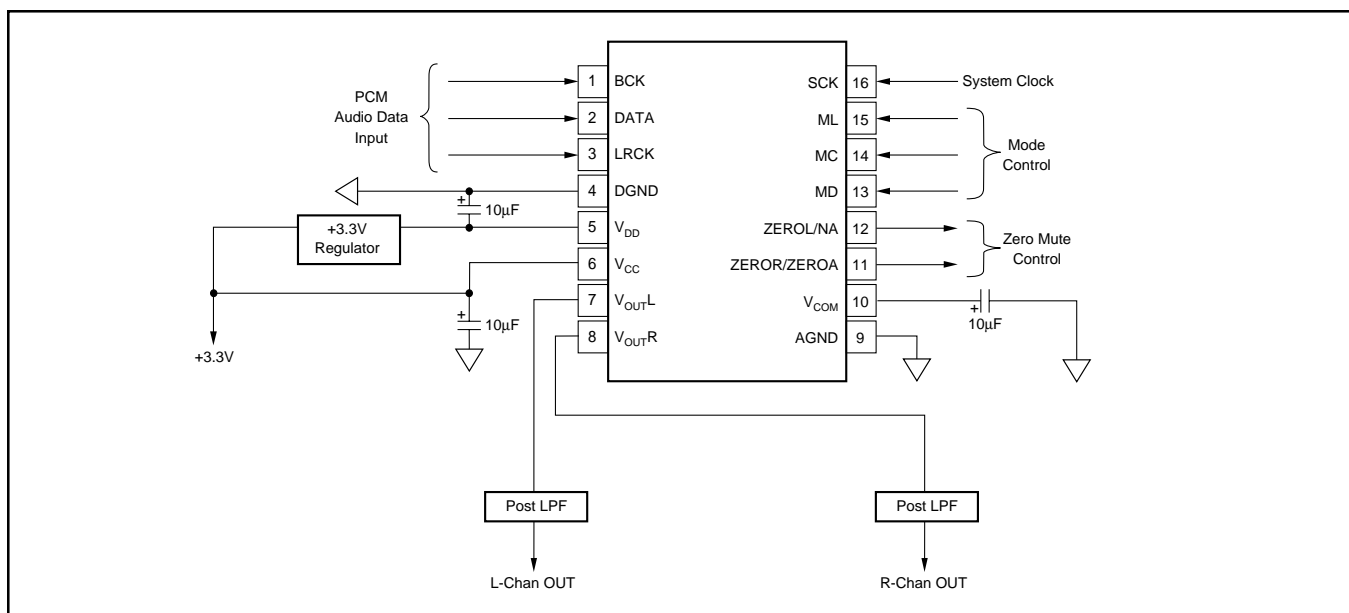 PCM
Audio Data
Input
1
BCK
2
DATA
3
LRCK
4
DGND
5
VDD
6
VCC
7
VOUTL
8
VOUTR
SCK
16
System Clock
ML
15
MC
14
MD
13
Mode
Control
ZEROL/NA
12
ZEROR/ZEROA
11
Zero Mute
Control
VCOM
10
AGND
9
+
10µF
+3.3V
Regulator
+
10µF
+3.3V
+
10µF
Post LPF
Post LPF
L-Chan OUT
R-Chan OUT